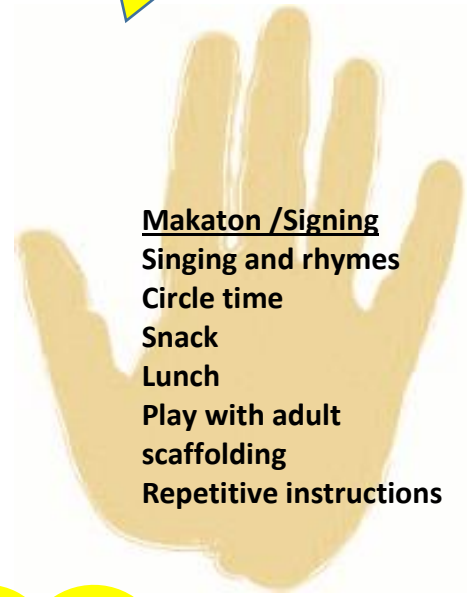 Makaton /Signing
Singing and rhymes
Circle time
Snack
Lunch
Play with adult
scaffolding
Repetitive instructions